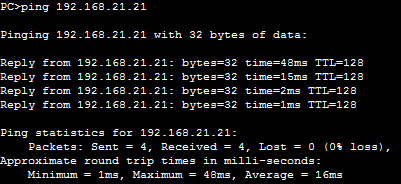 PC>ping 192.168.21.21
Pinging 192.168.21.21 with 32 bytes of data:
Reply from 192.168.21.21: bytes=32 time=48ms TTL=128
Reply from 192.168.21.21: bytes=32 time=15ms TTL=128
Reply from 192.168.21.21: bytes=32 time=2ms TTL=128
Reply from 192.168.21.21: bytes=32 time=1ms TTL=128
Ping statistics for 192.168.21.21:
Packets: Sent = 4, Received = 4, Lost = 0 (0% loss),
Approximate round trip times in milli-seconds:
Minimum = 1ms, Maximum = 48ms, Average = 16ms